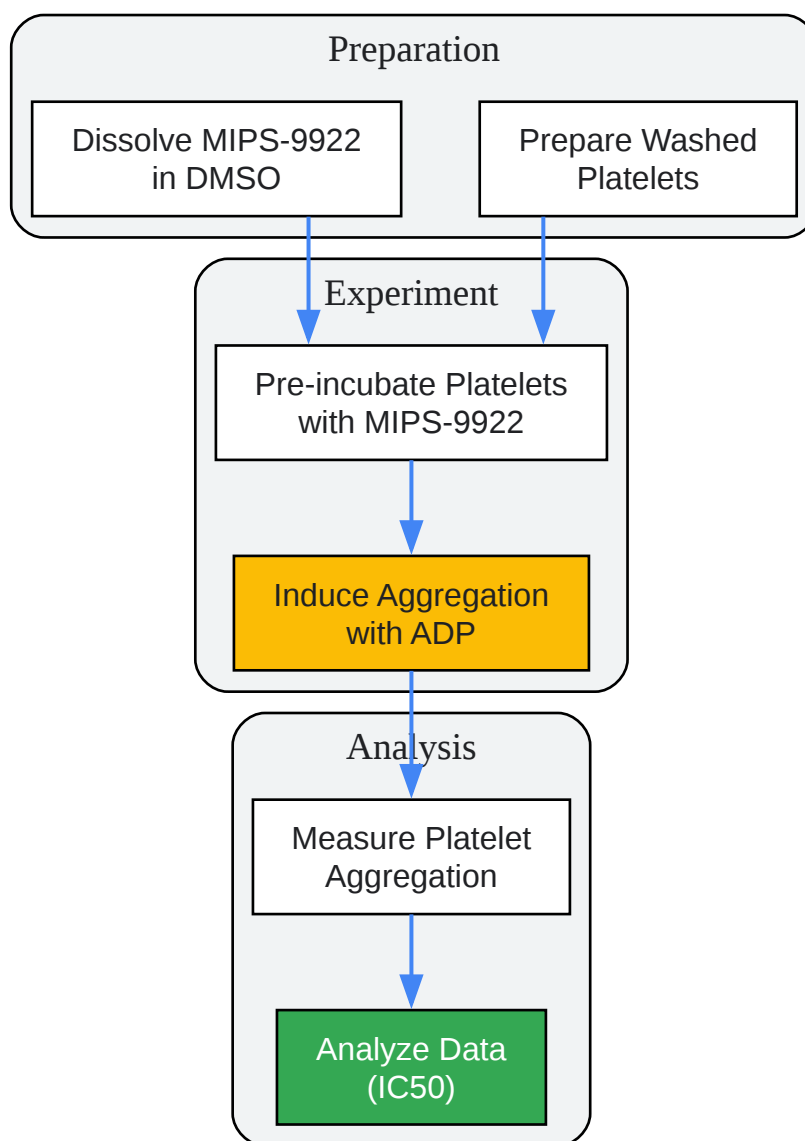 Preparation
Dissolve MIPS-9922
in DMSO
Prepare Washed
Platelets
Experiment
Pre-incubate Platelets
with MIPS-9922
Induce Aggregation
with ADP
Analysis
Measure Platelet
Aggregation
Analyze Data
(IC50)